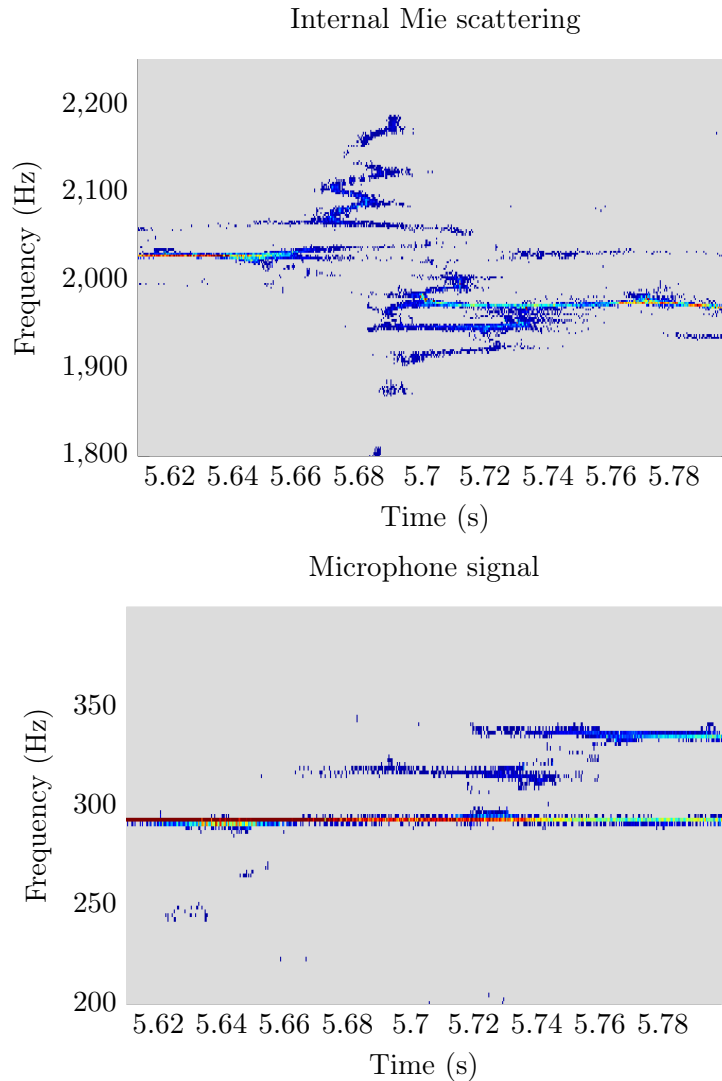 Internal Mie scattering
2,200
2,100
2,000
1,900
1,800
Frequency (Hz)
5.62 5.64 5.66 5.68 5.7 5.72 5.74 5.76 5.78
Time (s)
Microphone signal
350
300
250
200
Frequency (Hz)
5.62 5.64 5.66 5.68 5.7 5.72 5.74 5.76 5.78
Time (s)